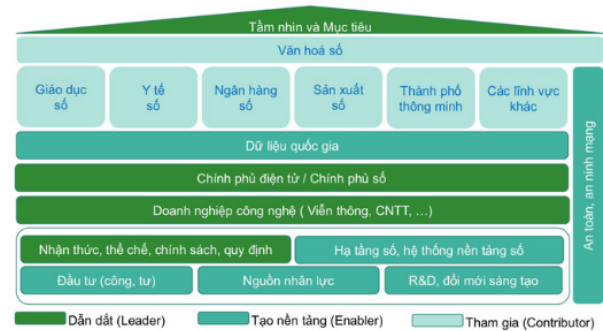 Tầm nhìn và Mục tiêu
Văn hoá số
Giáo dục
số
Y tế
số
Ngân hàng
số
Sản xuất
số
Thành phố
thông minh
Các lĩnh vực
khác
Dữ liệu quốc gia
Chính phủ điện tử / Chính phủ số
Doanh nghiệp công nghệ ( Viễn thông, CNTT, ...)
Nhận thức, thể chế, chính sách, quy định
Hạ tầng số, hệ thống nền tảng số
Đầu tư (công, tư)
Nguồn nhân lực
R&D, đổi mới sáng tạo
An toàn, an ninh mạng
Dẫn dắt (Leader)
Tạo nền tảng (Enabler)
Tham gia (Contributor)